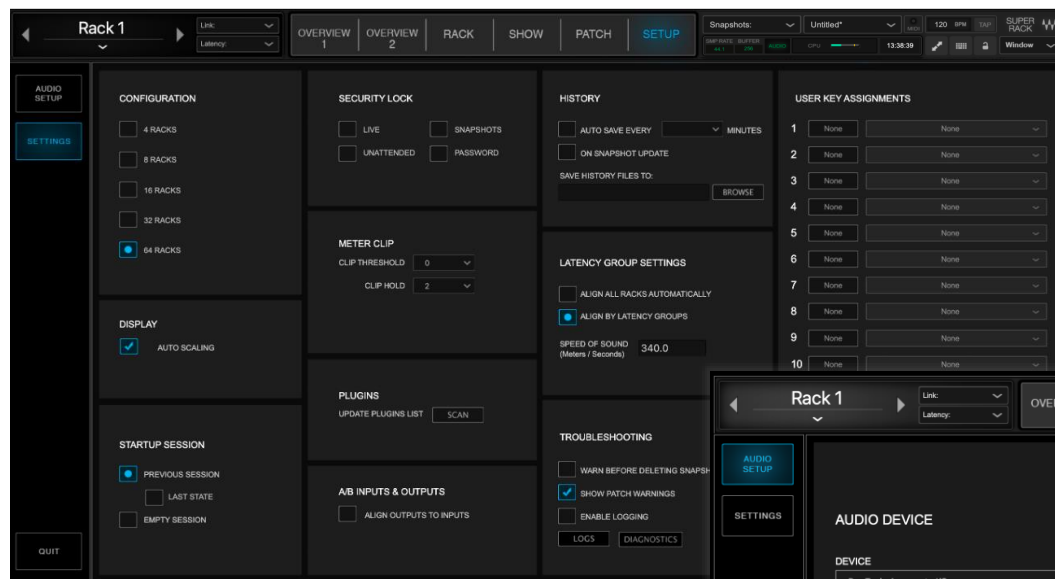 Rack 1
Link:
Latency:
OVERVIEW 1
OVERVIEW 2
RACK
SHOW
PATCH
SETUP
Snapshots:
Untitled*
MIDI
120 BPM
TAP
SUPER RACK
BUFFER
44.1
256
AUDIO
CPU
13:38:39
Window
AUDIO SETUP
SETTINGS
QUIT
CONFIGURATION
4 RACKS
8 RACKS
16 RACKS
32 RACKS
64 RACKS
DISPLAY
AUTO SCALING
STARTUP SESSION
PREVIOUS SESSION
LAST STATE
EMPTY SESSION
SECURITY LOCK
LIVE
SNAPSHOTS
UNATTENDED
PASSWORD
METER CLIP
CLIP THRESHOLD 0
CLIP HOLD 2
PLUGINS
UPDATE PLUGINS LIST SCAN
A/B INPUTS & OUTPUTS
ALIGN OUTPUTS TO INPUTS
HISTORY
AUTO SAVE EVERY MINUTES
ON SNAPSHOT UPDATE
SAVE HISTORY FILES TO:
BROWSE
LATENCY GROUP SETTINGS
ALIGN ALL RACKS AUTOMATICALLY
ALIGN BY LATENCY GROUPS
SPEED OF SOUND 340.0
(Meters / Seconds)
TROUBLESHOOTING
WARN BEFORE DELETING SNAPSH
SHOW PATCH WARNINGS
ENABLE LOGGING
LOGS DIAGNOSTICS
USER KEY ASSIGNMENTS
1 None None
2 None None
3 None None
4 None None
5 None None
6 None None
7 None None
8 None None
9 None None
10 None None
Rack 1
Link:
Latency:
OVE
AUDIO SETUP
SETTINGS
AUDIO DEVICE
DEVICE